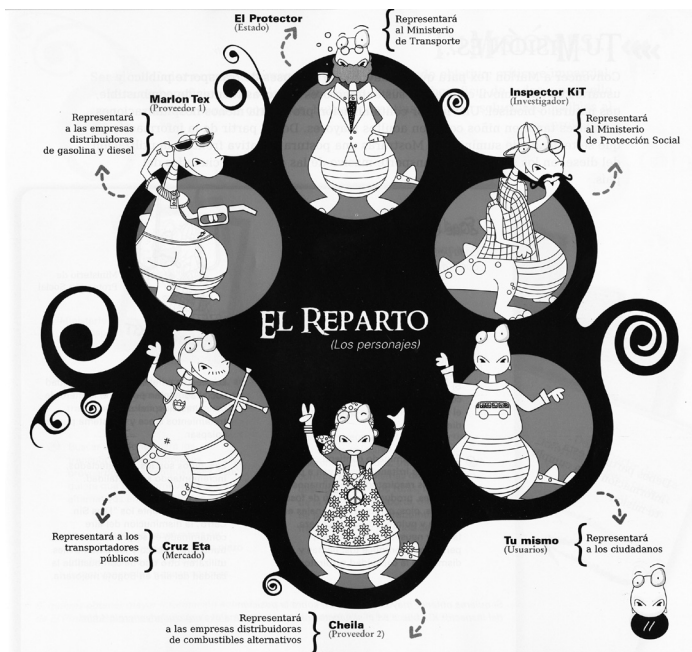 El Protector
(Estado)
Representará
al Ministerio
de Transporte
Marlon Tex
(Proveedor 1)
Representará
a las empresas
distribuidoras
de gasolina y diesel
Inspector KiT
(Investigador)
Representará
al Ministerio
de Protección Social
EL REPARTO
(Los personajes)
Representará a los
transportadores
públicos
Cruz Eta
(Mercado)
Tu mismo
(Usuarios)
Representará
a los ciudadanos
Representará
a las empresas distribuidoras
de combustibles alternativos
Cheila
(Proveedor 2)